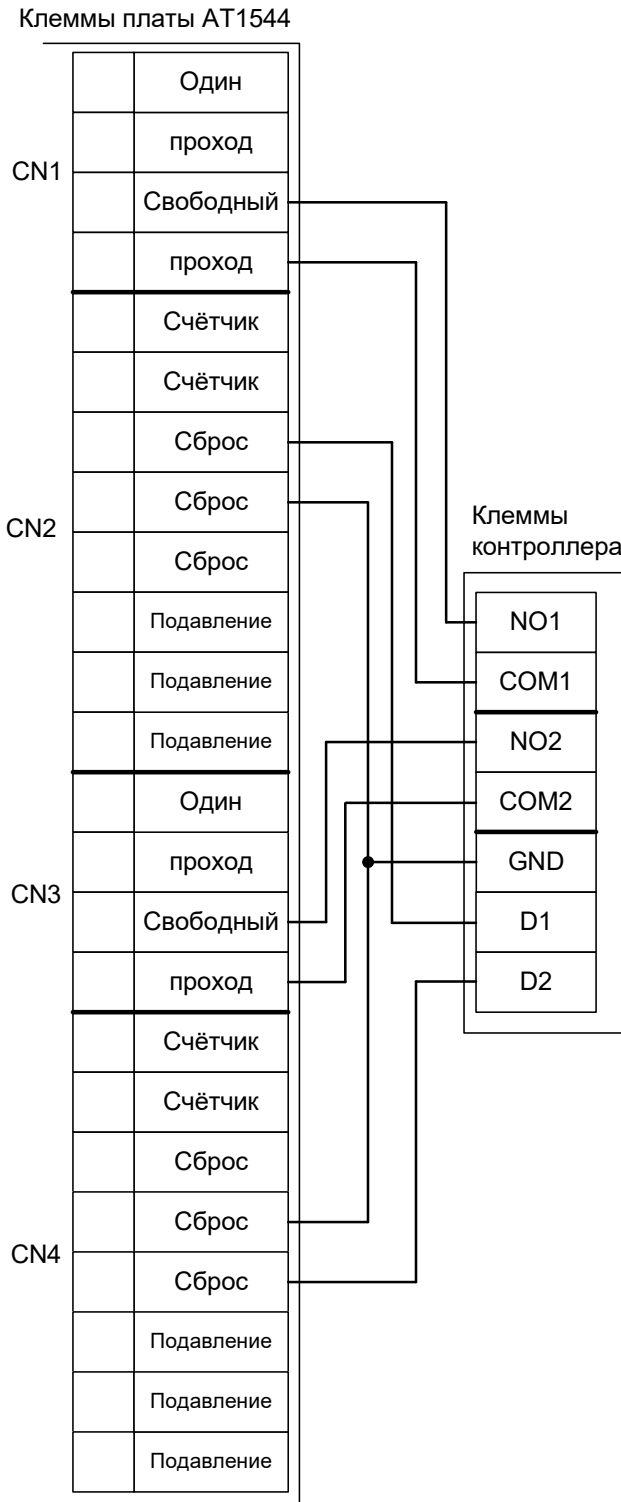 Клеммы платы AT1544
CN1
Один
проход
Свободный
проход
CN2
Счётчик
Счётчик
Сброс
Сброс
Сброс
Подавление
Подавление
Подавление
CN3
Один
проход
Свободный
проход
CN4
Счётчик
Счётчик
Сброс
Сброс
Сброс
Подавление
Подавление
Подавление
Клеммы
контроллера
NO1
COM1
NO2
COM2
GND
D1
D2